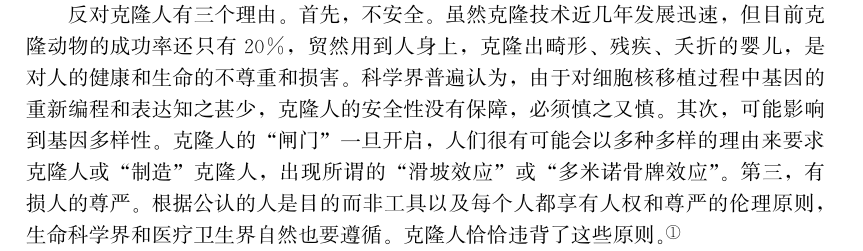 反对克隆人有三个理由。首先，不安全。虽然克隆技术近几年发展迅速，但目前克
隆动物的成功率还只有 20％，贸然用到人身上，克隆出畸形、残疾、夭折的婴儿，是
对人的健康和生命的不尊重和损害。科学界普遍认为，由于对细胞核移植过程中基因的
重新编程和表达知之甚少，克隆人的安全性没有保障，必须慎之又慎。其次，可能影响
到基因多样性。克隆人的“闸门”一旦开启，人们很有可能会以多种多样的理由来要求
克隆人或“制造”克隆人，出现所谓的“滑坡效应”或“多米诺骨牌效应”。第三，有
损人的尊严。根据公认的人是目的而非工具以及每个人都享有人权和尊严的伦理原则，
生命科学界和医疗卫生界自然也要遵循。克隆人恰恰违背了这些原则。①